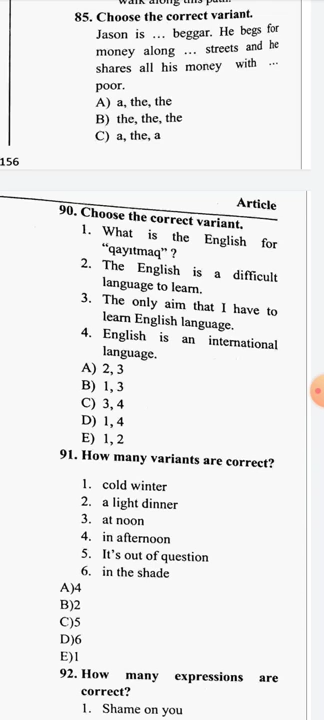 85. Choose the correct variant.
Jason is ... beggar. He begs for
money along ... streets and he
shares all his money with ...
poor.
A) a, the, the
B) the, the, the
C) a, the, a
156
Article
90. Choose the correct variant.
1. What is the English for
“qayıtmaq” ?
2. The English is a difficult
language to learn.
3. The only aim that I have to
learn English language.
4. English is an international
language.
A) 2, 3
B) 1, 3
C) 3, 4
D) 1, 4
E) 1, 2
91. How many variants are correct?
1. cold winter
2. a light dinner
3. at noon
4. in afternoon
5. It’s out of question
6. in the shade
A)4
B)2
C)5
D)6
E)1
92. How many expressions are
correct?
1. Shame on you